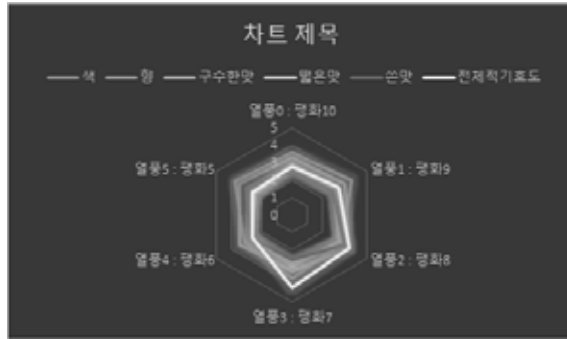 차트 제목
색 형 구수한맛 떫은맛 쓴맛 전체적기호도
열풍0 : 평화10
5
4
3
1
0
열풍5 : 평화5
열풍1 : 평화9
열풍4 : 평화6
열풍2 : 평화8
열풍3 : 평화7